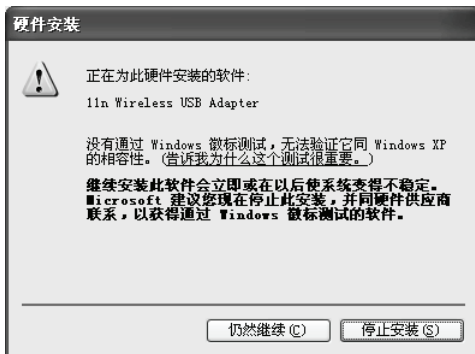 硬件安装
正在为此硬件安装的软件:
11n Wireless USB Adapter
没有通过 Windows 徽标测试，无法验证它同 Windows XP
的相容性。(告诉我为什么这个测试很重要。)
继续安装此软件会立即或在以后使系统变得不稳定。
Microsoft 建议您现在停止此安装，并同硬件供应商
联系，以获得通过 Windows 徽标测试的软件。
仍然继续(C)
停止安装(S)